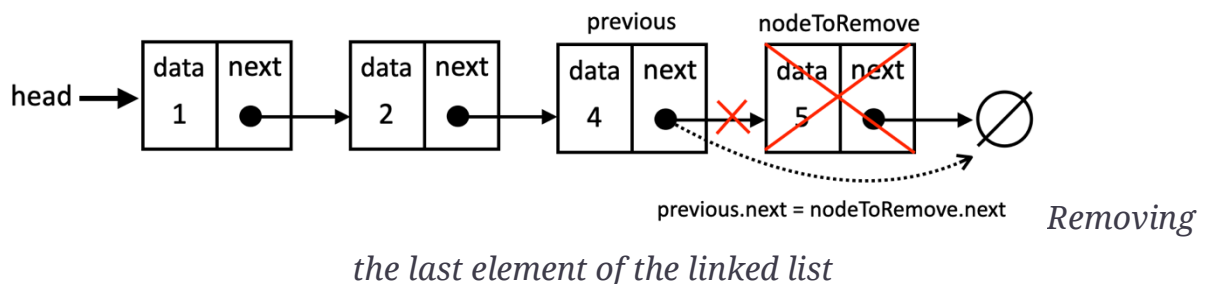 previous nodeToRemove
data next data next data next data next
head
1 2 4 5
previous.next = nodeToRemove.next Removing
the last element of the linked list